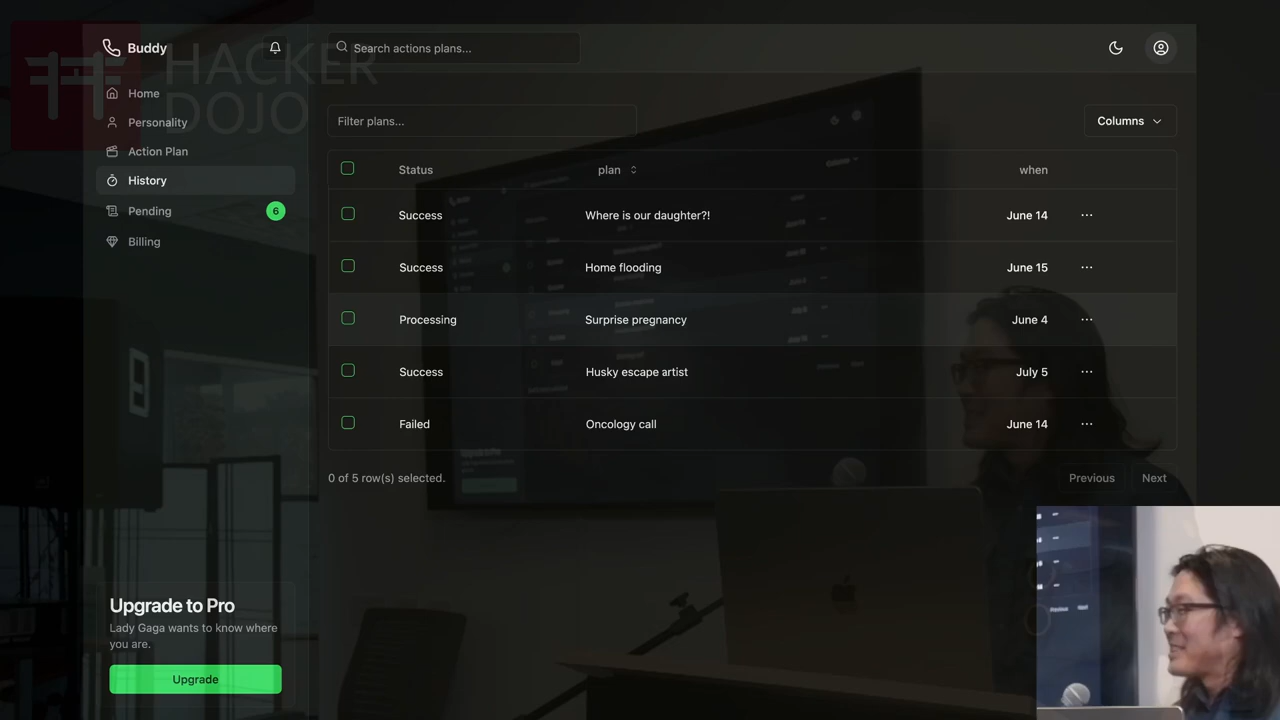 HACKER
DOJO
Buddy
Search actions plans...
Home
Personality
Action Plan
History
Pending
6
Billing
Filter plans...
Columns
Status
plan
when
Success
Where is our daughter?!
June 14
...
Success
Home flooding
June 15
...
Processing
Surprise pregnancy
June 4
...
Success
Husky escape artist
July 5
...
Failed
Oncology call
June 14
...
0 of 5 row(s) selected.
Previous
Next
Upgrade to Pro
Lady Gaga wants to know where
you are.
Upgrade
Previous
Next